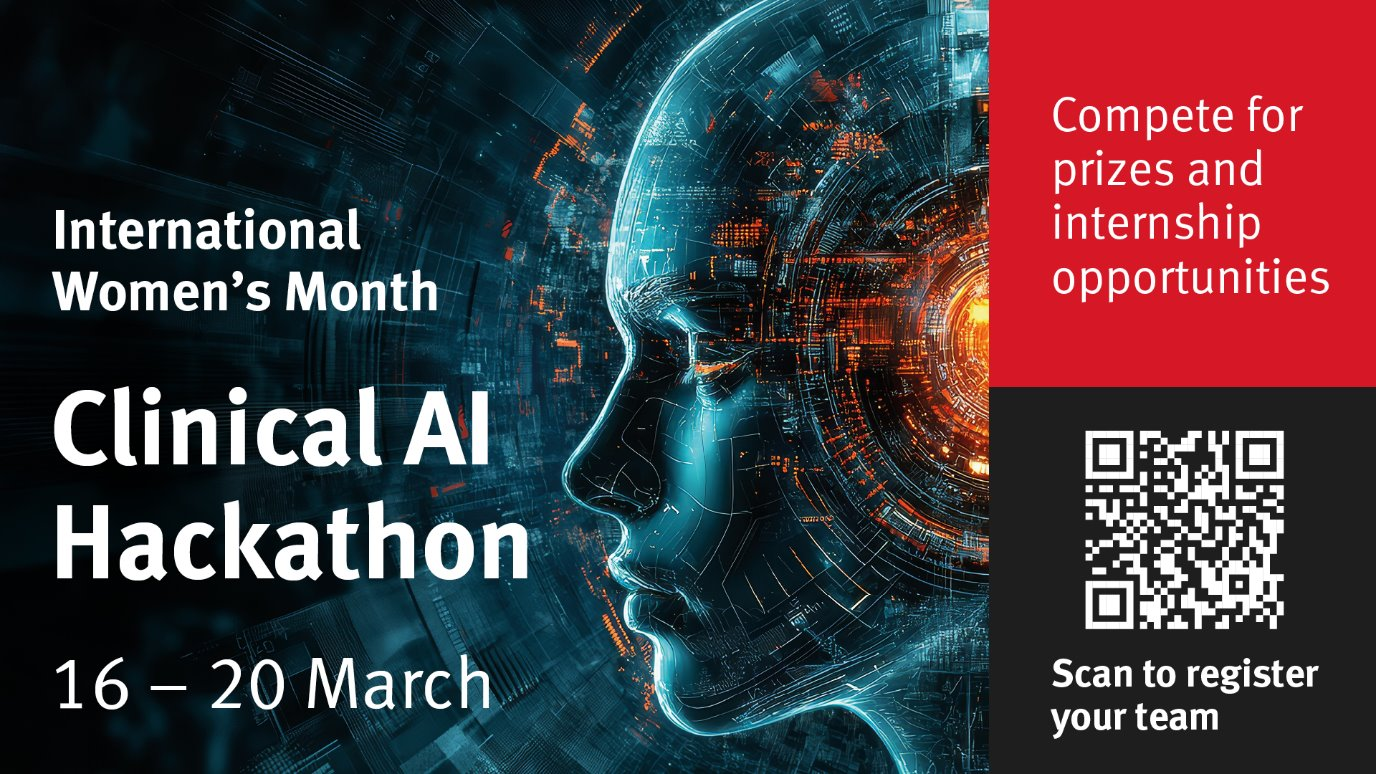 International
Women's Month
Clinical AI
Hackathon
16 – 20 March
Compete for
prizes and
internship
opportunities
Scan to register
your team